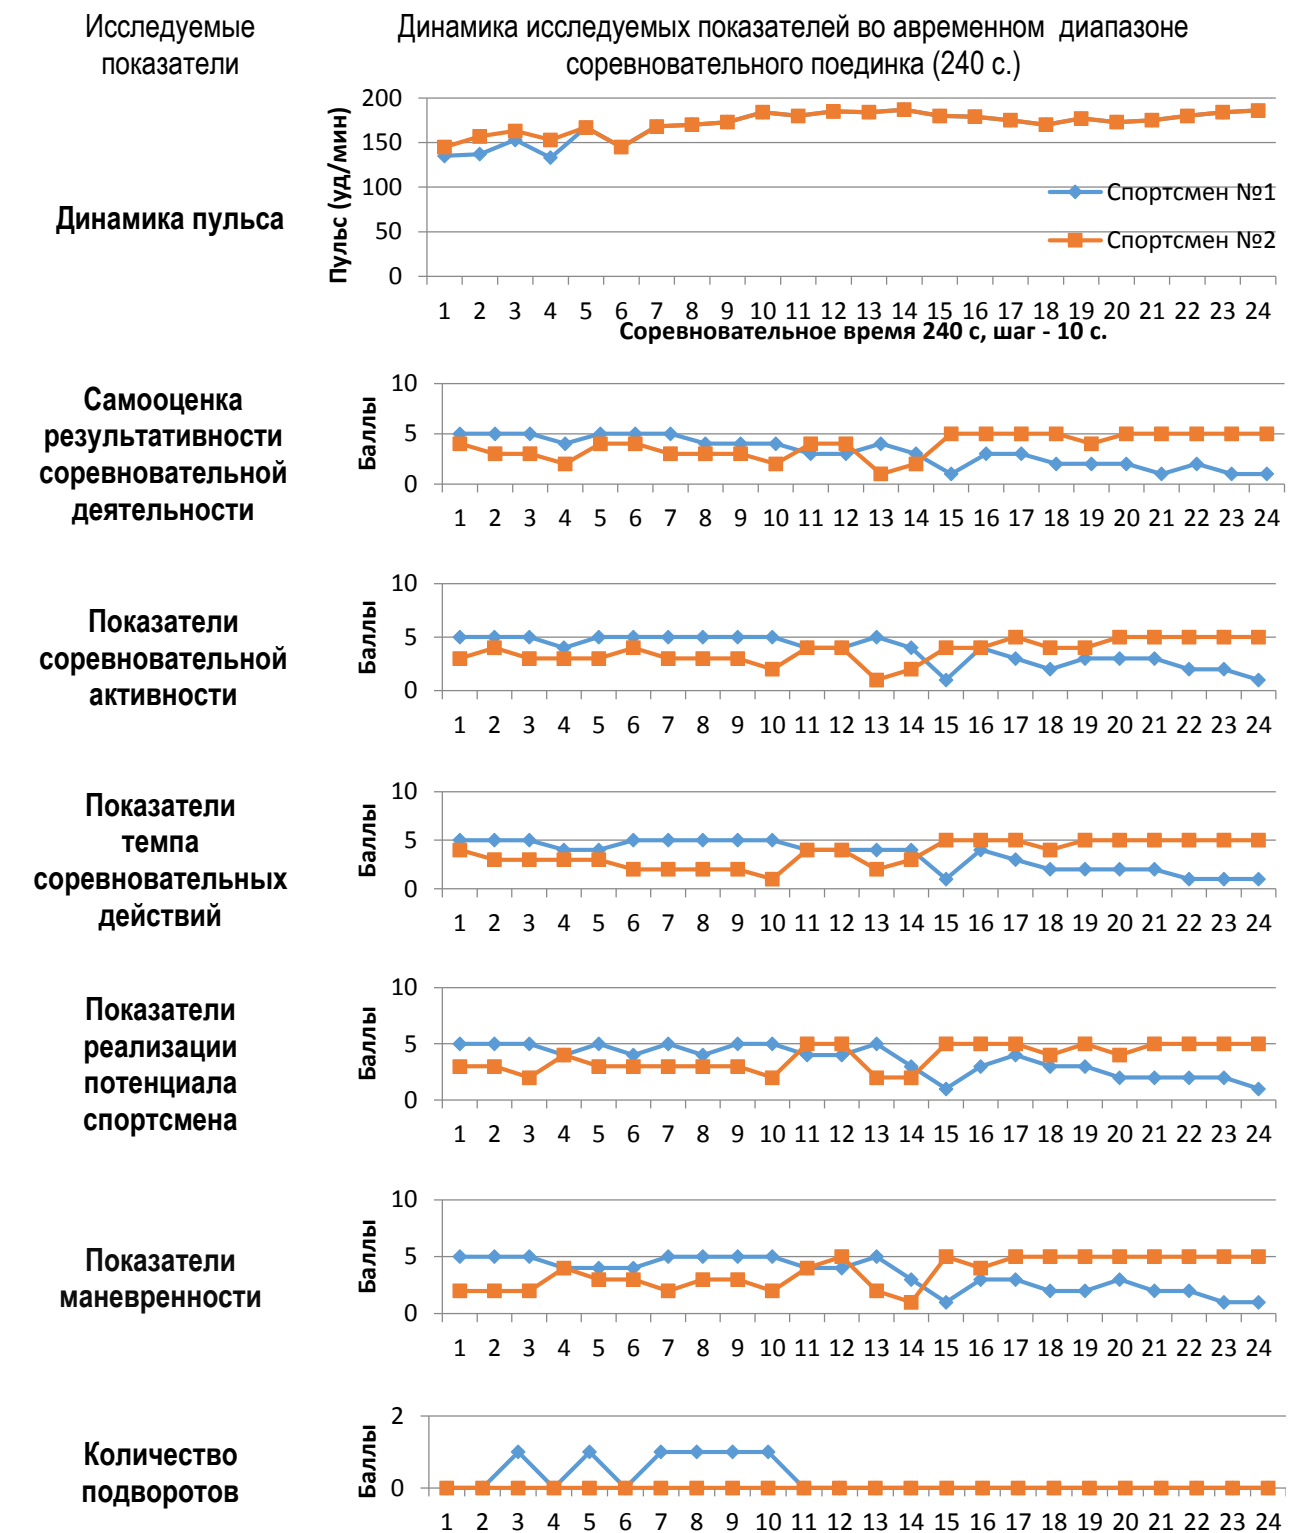 Исследуемые
показатели
Динамика исследуемых показателей во авременном диапазоне
соревновательного поединка (240 с.)
Динамика пульса
Пульс (уд/мин)
200
150
100
50
0
Спортсмен №1
Спортсмен №2
1 2 3 4 5 6 7 8 9 10 11 12 13 14 15 16 17 18 19 20 21 22 23 24
Соревновательное время 240 с, шаг - 10 с.
Самооценка
результативности
соревновательной
деятельности
Баллы
10
5
0
1 2 3 4 5 6 7 8 9 10 11 12 13 14 15 16 17 18 19 20 21 22 23 24
Показатели
соревновательной
активности
Баллы
10
5
0
1 2 3 4 5 6 7 8 9 10 11 12 13 14 15 16 17 18 19 20 21 22 23 24
Показатели
темпа
соревновательных
действий
Баллы
10
5
0
1 2 3 4 5 6 7 8 9 10 11 12 13 14 15 16 17 18 19 20 21 22 23 24
Показатели
реализации
потенциала
спортсмена
Баллы
10
5
0
1 2 3 4 5 6 7 8 9 10 11 12 13 14 15 16 17 18 19 20 21 22 23 24
Показатели
маневренности
Баллы
10
5
0
1 2 3 4 5 6 7 8 9 10 11 12 13 14 15 16 17 18 19 20 21 22 23 24
Количество
подворотов
Баллы
2
0
1 2 3 4 5 6 7 8 9 10 11 12 13 14 15 16 17 18 19 20 21 22 23 24